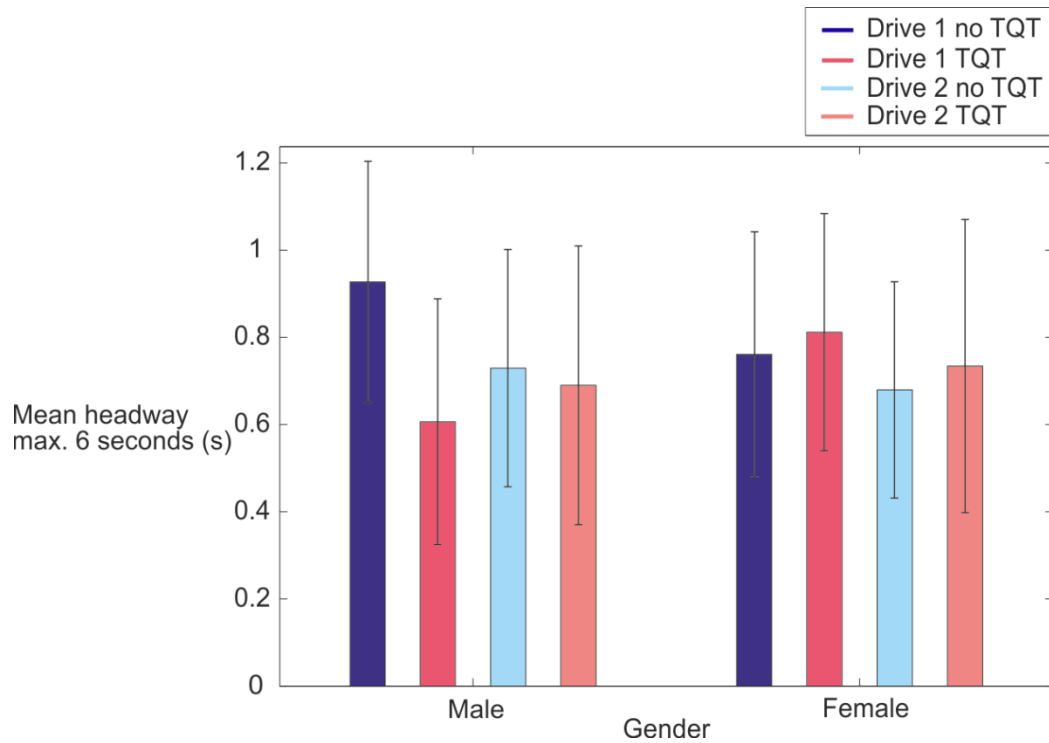 Drive 1 no TQT
Drive 1 TQT
Drive 2 no TQT
Drive 2 TQT
1.2
1
0.8
Mean headway
max. 6 seconds (s)
0.6
0.4
0.2
0
Male
Female
Gender